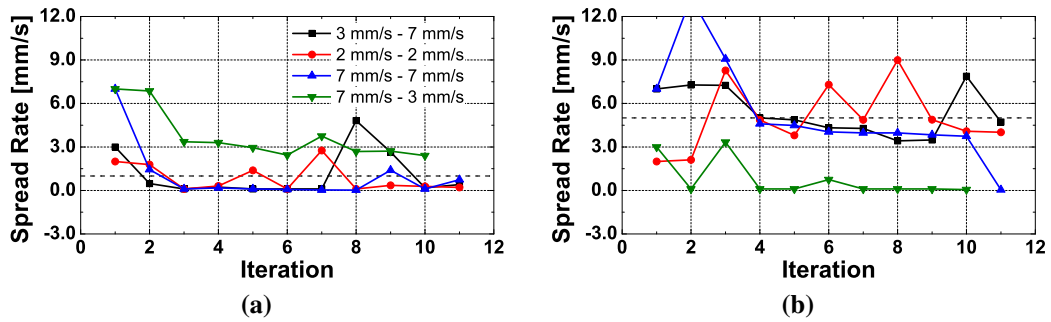 12.0
9.0
6.0
3.0
0.0
-3.0
Spread Rate [mm/s]
3 mm/s - 7 mm/s
2 mm/s - 2 mm/s
7 mm/s - 7 mm/s
7 mm/s - 3 mm/s
0 2 4 6 8 10 12
Iteration
(a)
12.0
9.0
6.0
3.0
0.0
-3.0
Spread Rate [mm/s]
0 2 4 6 8 10 12
Iteration
(b)